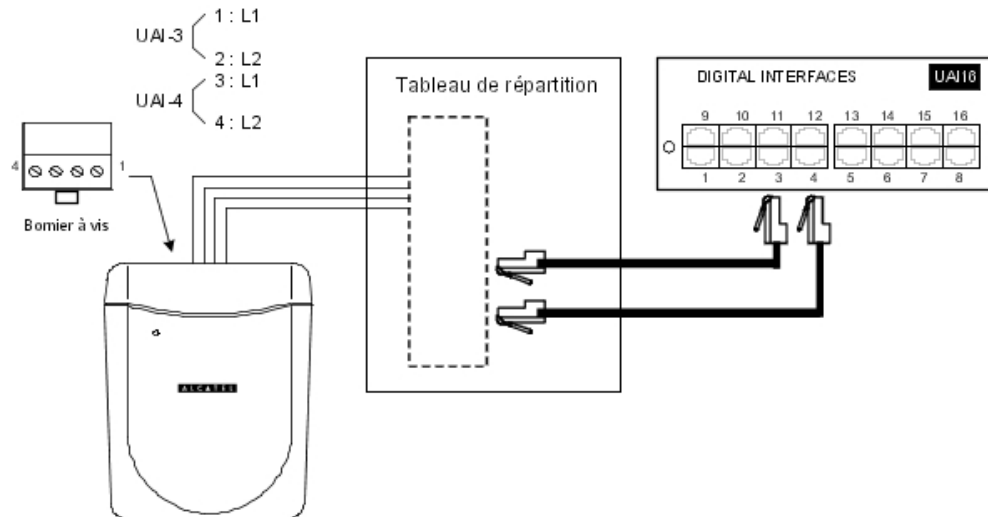 UAI-3
1 : L1
2 : L2
UAI-4
3 : L1
4 : L2
4
1
Bornier à vis
ALCATEL
Tableau de répartition
DIGITAL INTERFACES
UAI16
9 10 11 12 13 14 15 16
1 2 3 4 5 6 7 8